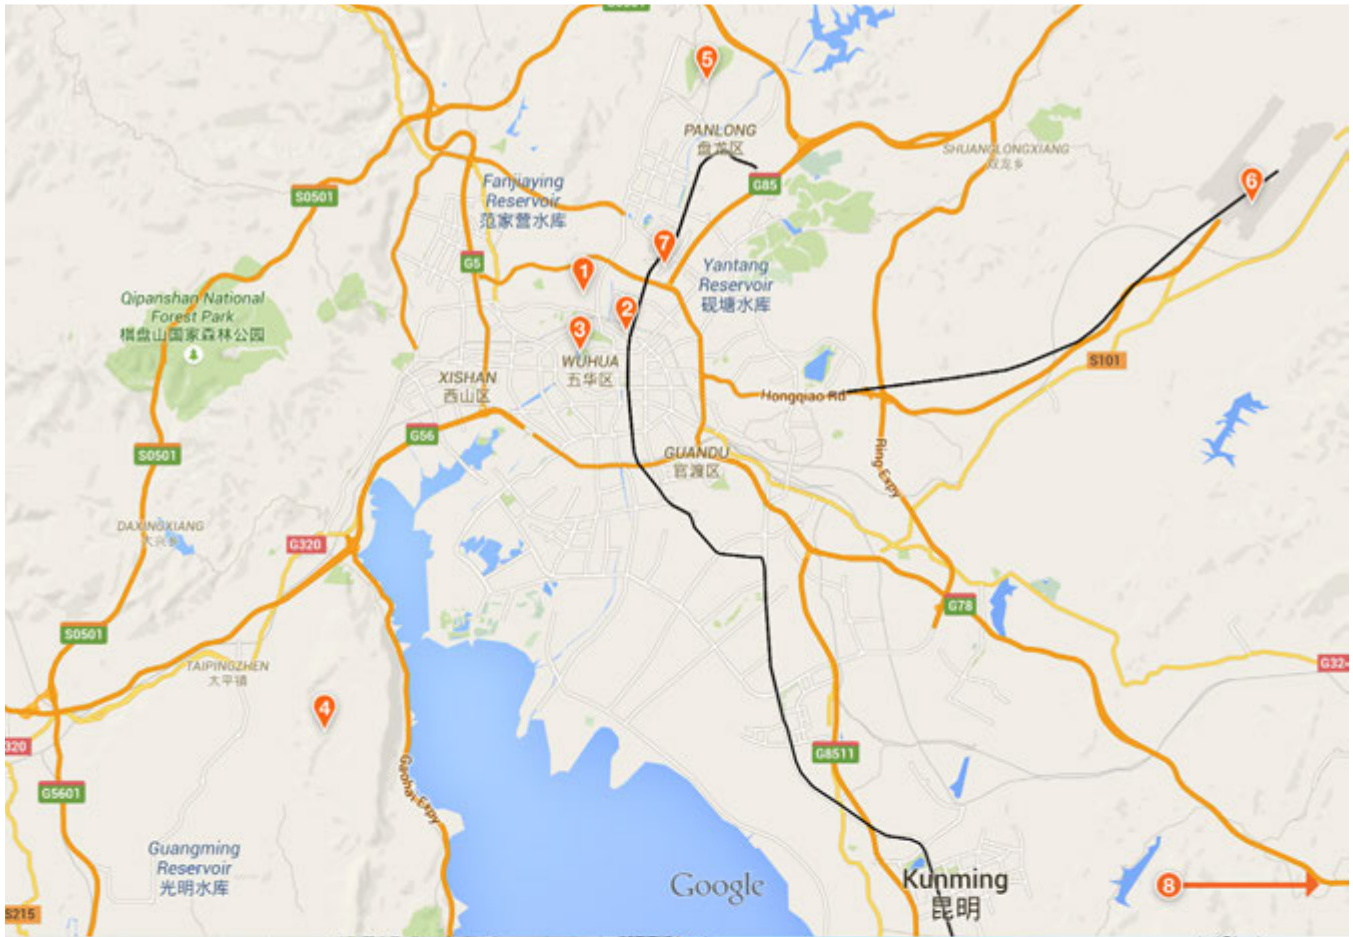 5
PANLONG
盘龙区
SHUANGLONGXIANG
双龙乡
6
G85
Fanjiaying
Reservoir
范家营水库
S0501
7
G5
1
Yantang
Reservoir
砚塘水库
Qipanshan National
Forest Park
棋盘山国家森林公园
2
3
WUHUA
五华区
S101
XISHAN
西山区
Hongqiao Rd
G56
S0501
GUANDU
官渡区
Ring Expy
DAXINGXIANG
大兴乡
G320
G78
S0501
TAIPINGZHEN
太平镇
4
320
G8511
G5601
Expy
Guangming
Reservoir
光明水库
Google
Kunming
昆明
8
S215